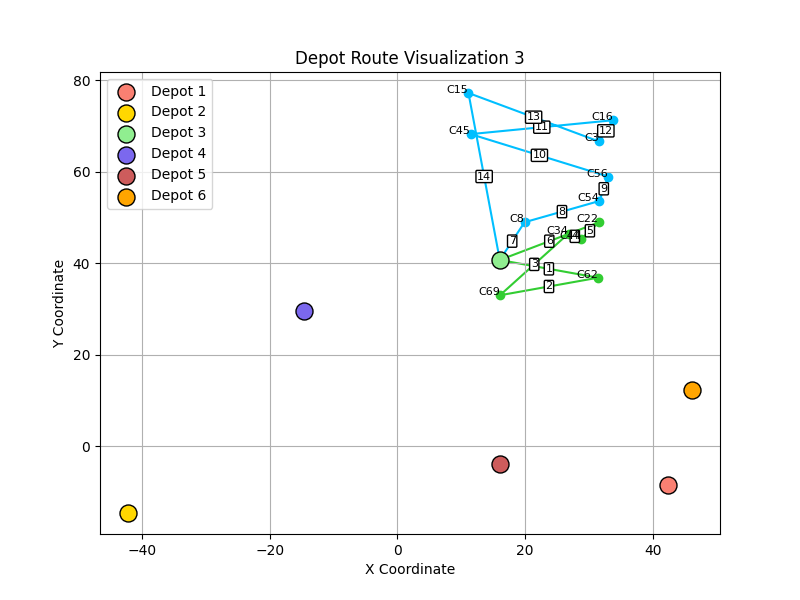 Depot Route Visualization 3
Depot 1
Depot 2
Depot 3
Depot 4
Depot 5
Depot 6
80
60
40
20
0
−40
−20
0
20
40
X Coordinate
Y Coordinate
C15
C16
C45
C3
C56
C54
C8
C22
C34
C62
C69
13
11
12
10
14
9
8
7
6
4
5
3
1
2